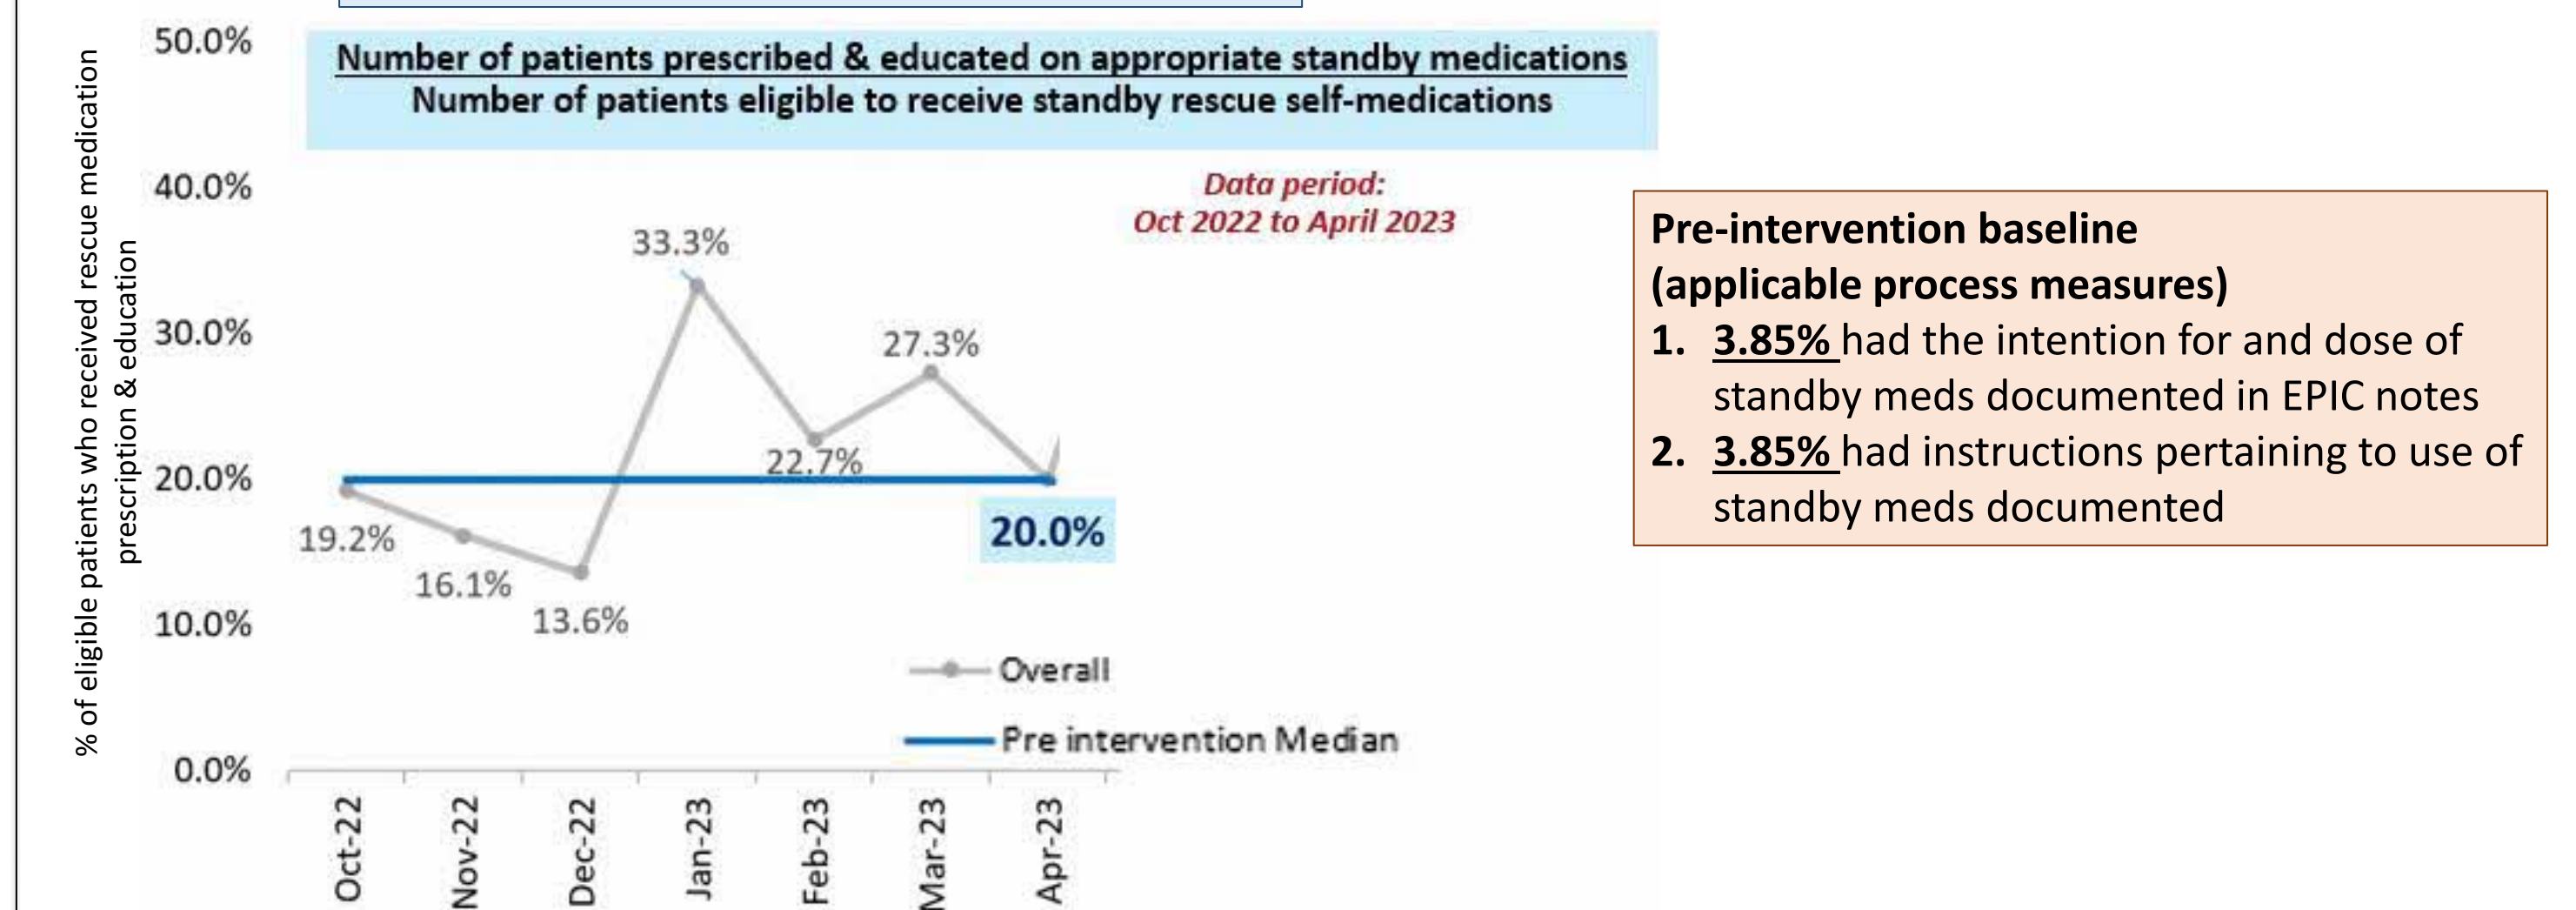 % of eligible patients who received rescue medication
prescription & education
50.0%
40.0%
30.0%
20.0%
10.0%
0.0%
Number of patients prescribed & educated on appropriate standby medications
Number of patients eligible to receive standby rescue self-medications
Data period:
Oct 2022 to April 2023
19.2%
16.1%
13.6%
33.3%
22.7%
27.3%
20.0%
Overall
Pre intervention Median
Oct-22
Nov-22
Dec-22
Jan-23
Feb-23
Mar-23
Apr-23
Pre-intervention baseline
(applicable process measures)
1. 3.85% had the intention for and dose of
standby meds documented in EPIC notes
2. 3.85% had instructions pertaining to use of
standby meds documented